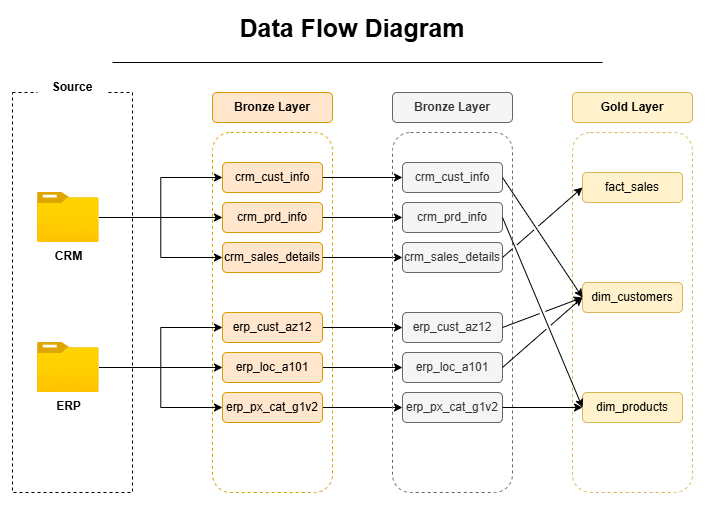 Data Flow Diagram
Source
Bronze Layer
Bronze Layer
Gold Layer
crm_cust_info
crm_cust_info
fact_sales
crm_prd_info
crm_prd_info
CRM
crm_sales_details
crm_sales_details
dim_customers
erp_cust_az12
erp_cust_az12
erp_loc_a101
erp_loc_a101
ERP
erp_px_cat_g1v2
erp_px_cat_g1v2
dim_products